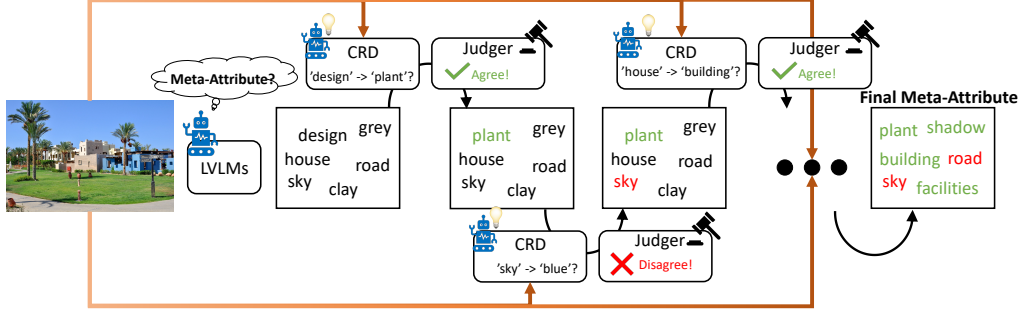 Meta-Attribute?
LVLMs
CRD
'design' -> 'plant'?
Judger
Agree!
design
grey
house
road
sky
clay
plant
grey
house
road
sky
clay
CRD
'sky' -> 'blue'?
Judger
Disagree!
plant
grey
house
road
sky
clay
CRD
'house' -> 'building'?
Judger
Agree!
Final Meta-Attribute
plant
shadow
building
road
sky
facilities